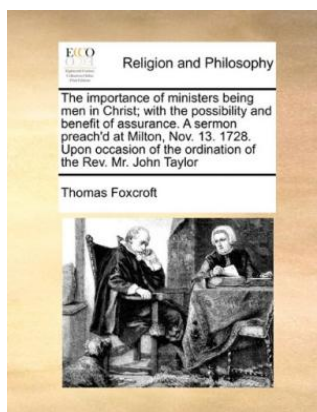 ECCO
Religion and Philosophy
The importance of ministers being
men in Christ; with the possibility and
benefit of assurance. A sermon
preach'd at Milton, Nov. 13. 1728.
Upon occasion of the ordination of
the Rev. Mr. John Taylor
Thomas Foxcroft